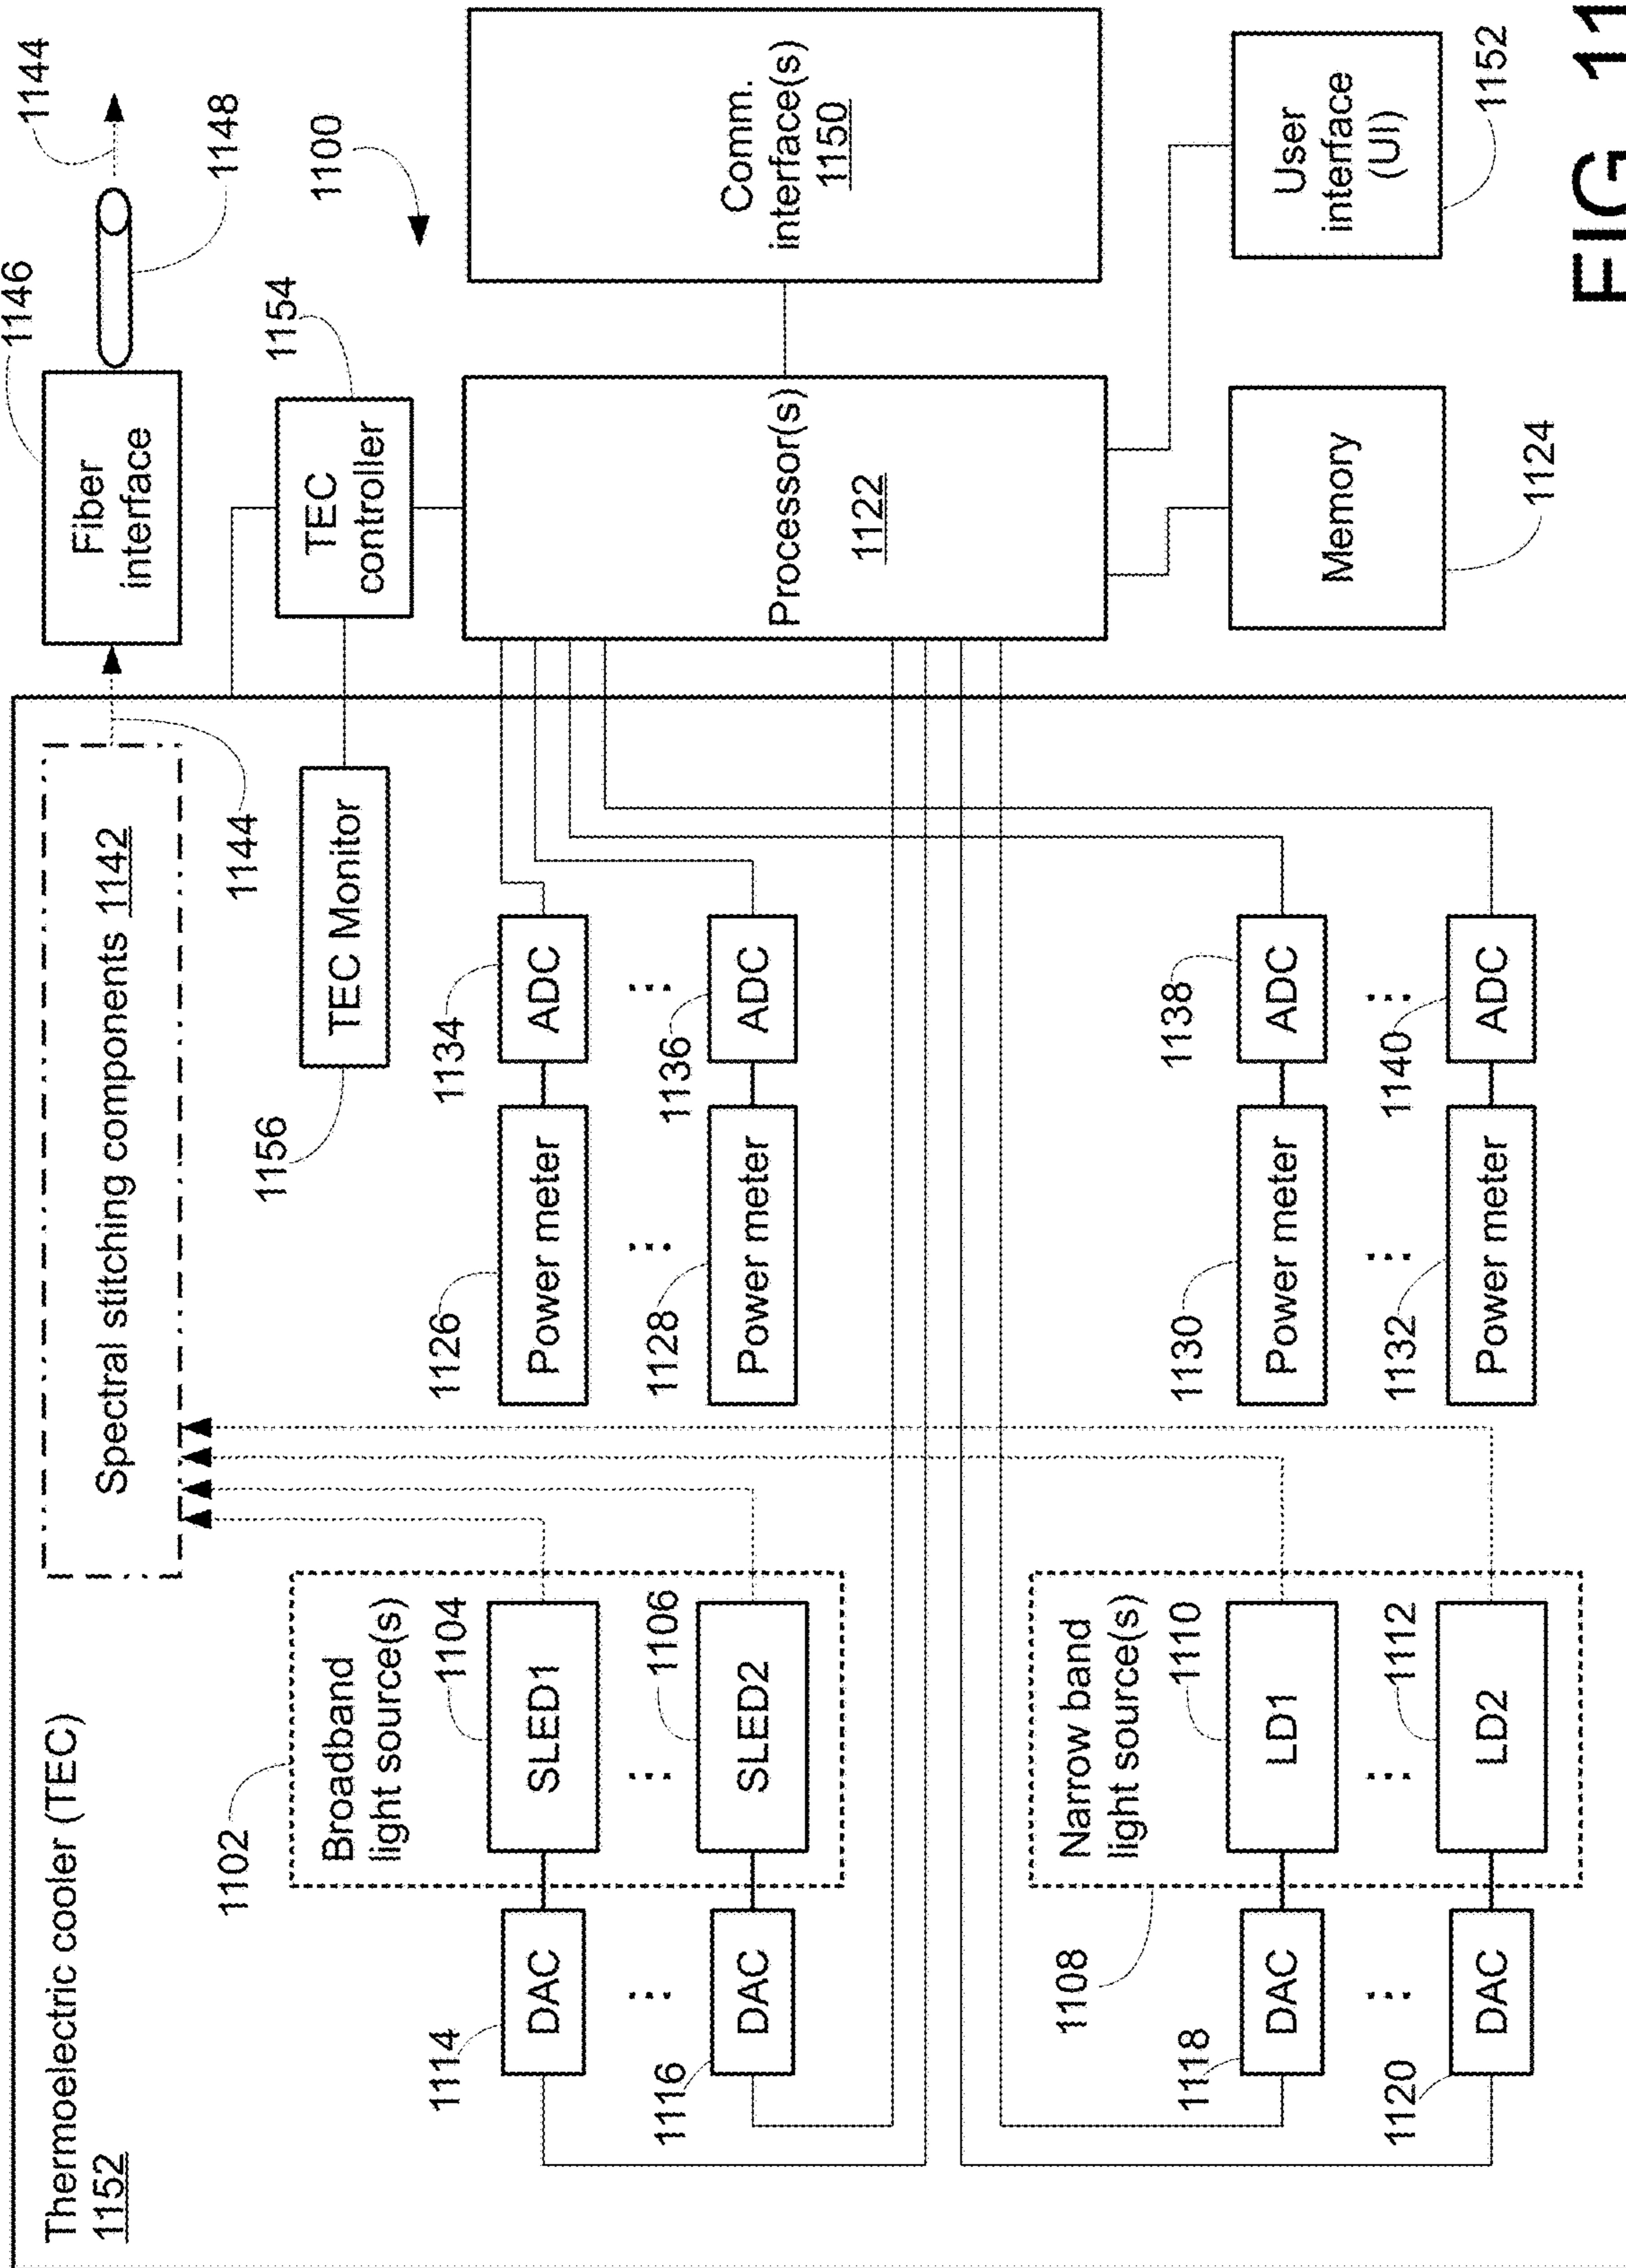 Thermoelectric cooler (TEC)
1152
Spectral stitching components 1142
1144
1146
Fiber
interface
1144
1148
1102
Broadband
light source(s)
1104
SLED1
1106
SLED2
1114
DAC
1116
DAC
1156
TEC Monitor
1154
TEC
controller
1100
1126
Power meter
1134
ADC
1128
Power meter
1136
ADC
Processor(s)
1122
Comm.
interface(s)
1150
1108
Narrow band
light source(s)
1110
LD1
1112
LD2
1118
DAC
1120
DAC
1130
Power meter
1138
ADC
1132
Power meter
1140
ADC
Memory
1124
User
interface
(UI)
1152
FIG. 11